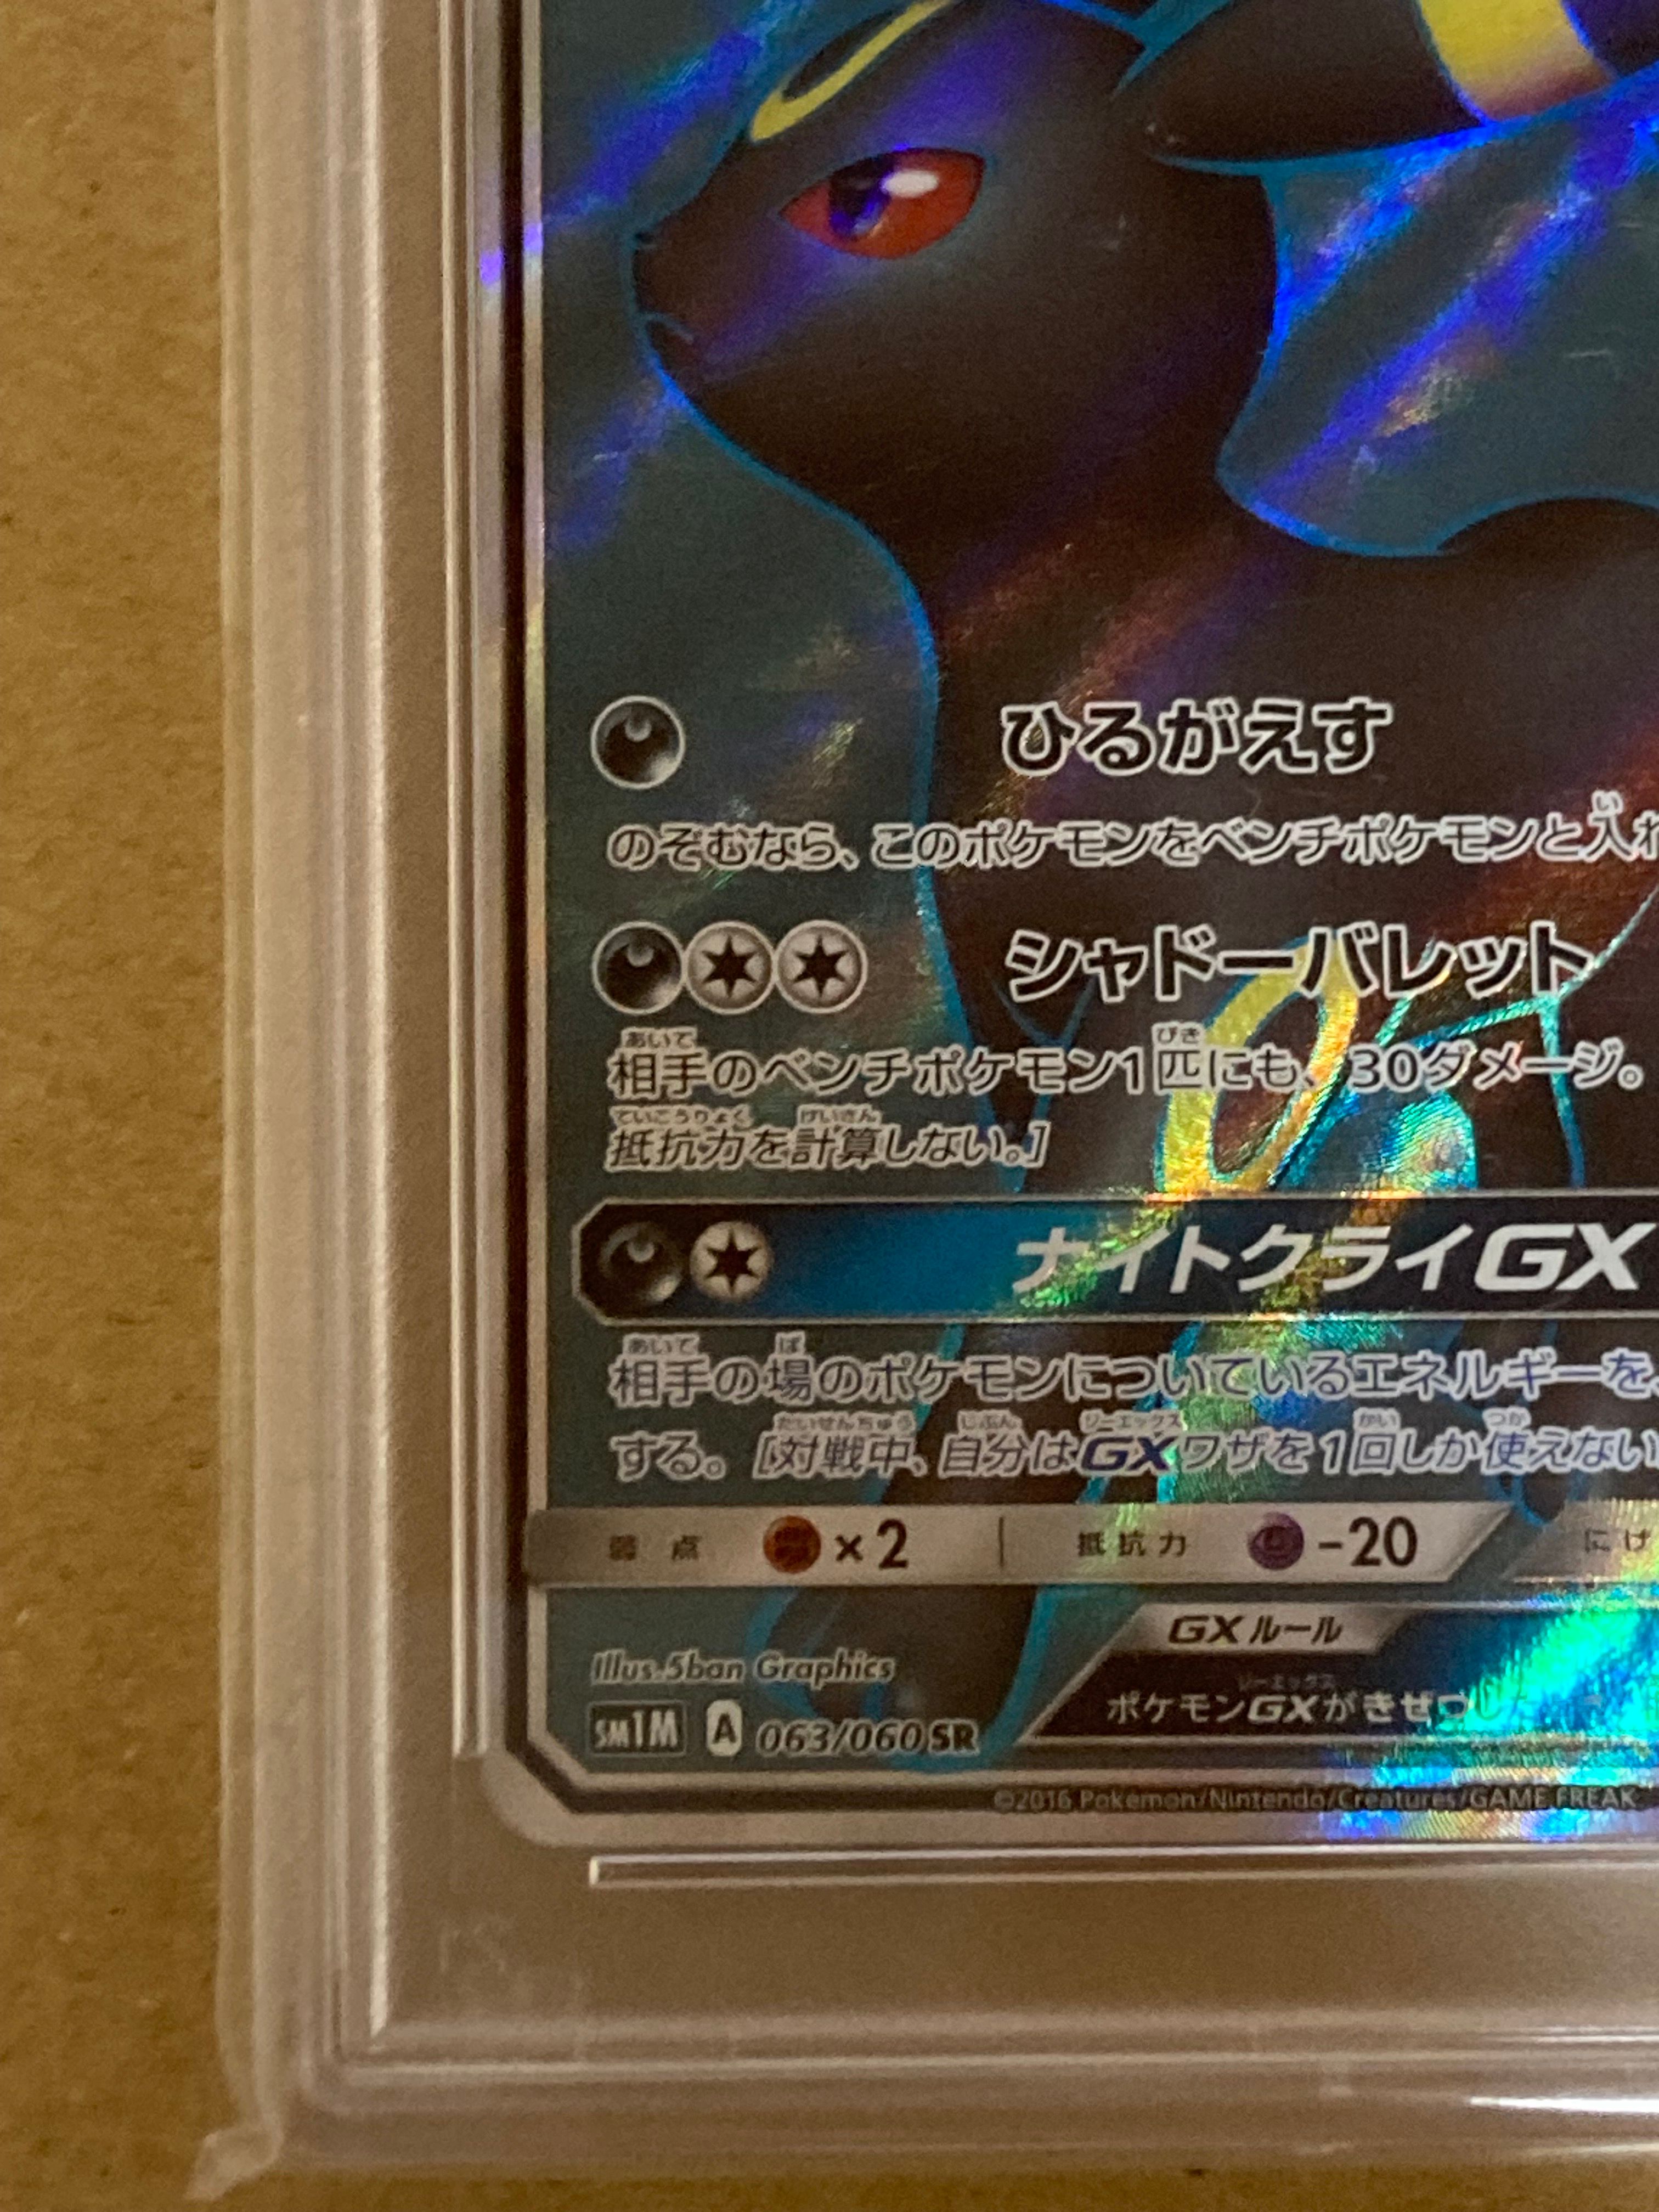 ひるがえす
のぞむなら、このポケモンをベンチポケモンと入れ
い
シャドーバレット
あいて びき
相手のベンチポケモン1匹にも、30ダメージ。
ていこうりょく けいさん
抵抗力を計算しない。]
ナイトクライGX
あいて ば
相手の場のポケモンについているエネルギーを、
たいせんちゅう じぶん ジーエックス かい つか
する。[対戦中、自分はGXワザを1回しか使えない
弱点 ×2 抵抗力 -20 にげ
GXルール
Illus. 5ban Graphics
ジーエックス
ポケモンGXがきぜつし
SM1M A 063/060 SR
©2016 Pokémon/Nintendo/Creatures/GAME FREAK